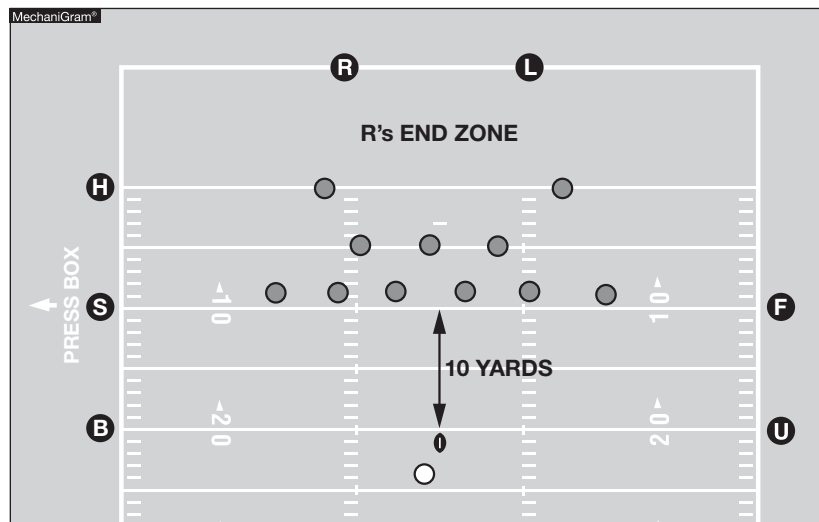 MechaniGram®
R
L
R's END ZONE
H
PRESS BOX
S
10
10
F
10 YARDS
B
20
20
U